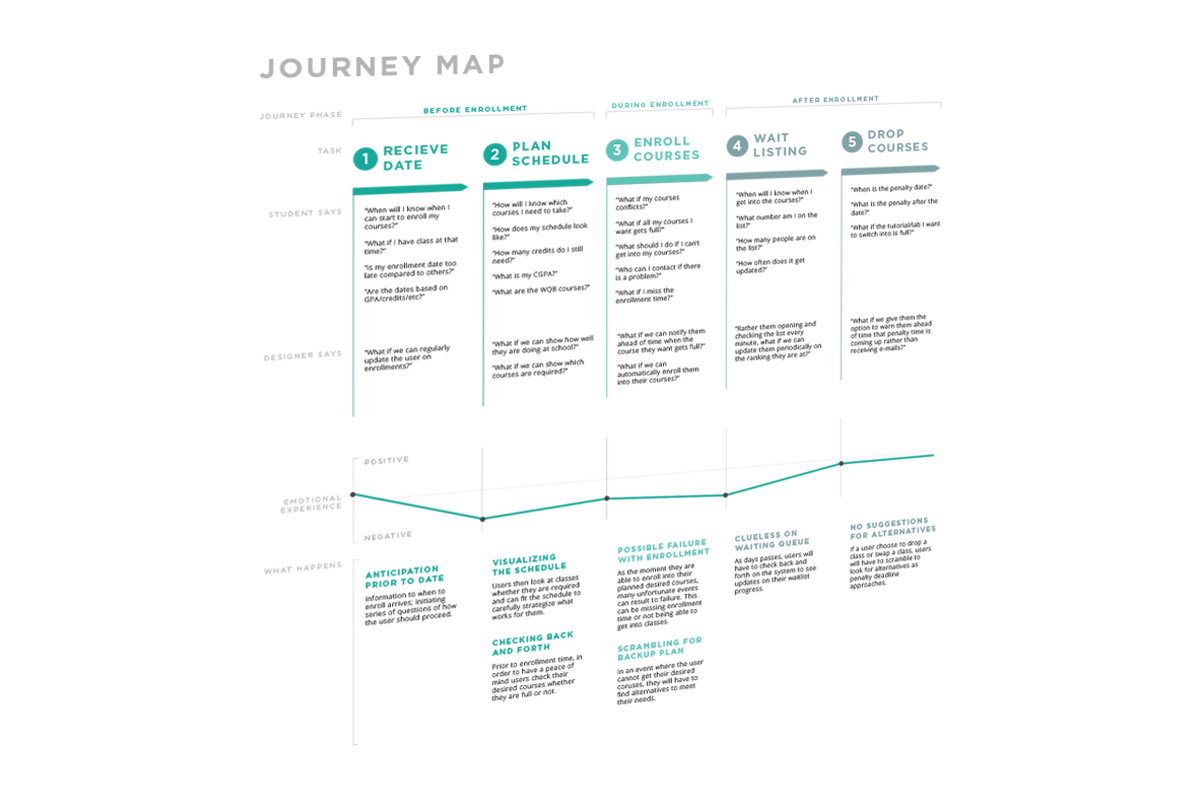 JOURNEY MAP
JOURNEY PHASE
BEFORE ENROLLMENT
DURING ENROLLMENT
AFTER ENROLLMENT
TASK
1
RECIEVE
DATE
2
PLAN
SCHEDULE
3
ENROLL
COURSES
4
WAIT
LISTING
5
DROP
COURSES
STUDENT SAYS
"When will I know when I
can start to enroll my
courses?"
"What if I have class at that
time?"
"Is my enrollment date too
late compared to others?"
"Are the dates based on
GPA/credits/etc?"
"How will I know which
courses I need to take?"
"How does my schedule look
like?"
"How many credits do I still
need?"
"What is my CGPA?"
"What are the WQB courses?"
"What if my courses
conflicts?"
"What if all my courses I
want gets full?"
"What should I do if I can't
get into my courses?"
"Who can I contact if there
is a problem?"
"What if I miss the
enrollment time?"
"When will I know when I
get into the courses?"
"What number am I on the
list?"
"How many people are on
the list?"
"How often does it get
updated?"
"When is the penalty date?"
"What is the penalty after the
date?"
"What if the tutorial/lab I want
to switch into is full?"
DESIGNER SAYS
"What if we can regularly
update the user on
enrollments?"
"What if we can show how well
they are doing at school?"
"What if we can show which
courses are required?"
"What if we can notify them
ahead of time when the
course they want gets full?"
"What if we can
automatically enroll them
into their courses?"
"Rather them opening and
checking the list every
minute, what if we can
update them periodically on
the ranking they are at?"
"What if we give them the
option to warn them ahead
of time that penalty time is
coming up rather than
receiving e-mails?"
EMOTIONAL
EXPERIENCE
POSITIVE
NEGATIVE
WHAT HAPPENS
ANTICIPATION
PRIOR TO DATE
Information to when to
enroll arrives; initiating
series of questions of how
the user should proceed.
VISUALIZING
THE SCHEDULE
Users then look at classes
whether they are required
and can fit the schedule to
carefully strategize what
works for them.
CHECKING BACK
AND FORTH
Prior to enrollment time, in
order to have a peace of
mind users check their
desired courses whether
they are full or not.
POSSIBLE FAILURE
WITH ENROLLMENT
As the moment they are
able to enroll into their
planned desired courses,
many unfortunate events
can result to failure. This
can be missing enrollment
time or not being able to
get into classes.
SCRAMBLING FOR
BACKUP PLAN
In an event where the user
cannot get their desired
coruses, they will have to
find alternatives to meet
their needs.
CLUELESS ON
WAITING QUEUE
As days passes, users will
have to check back and
forth on the system to see
updates on their waitlist
progress.
NO SUGGESTIONS
FOR ALTERNATIVES
If a user choose to drop a
class or swap a class, users
will have to scramble to
look for alternatives as
penalty deadline
approaches.